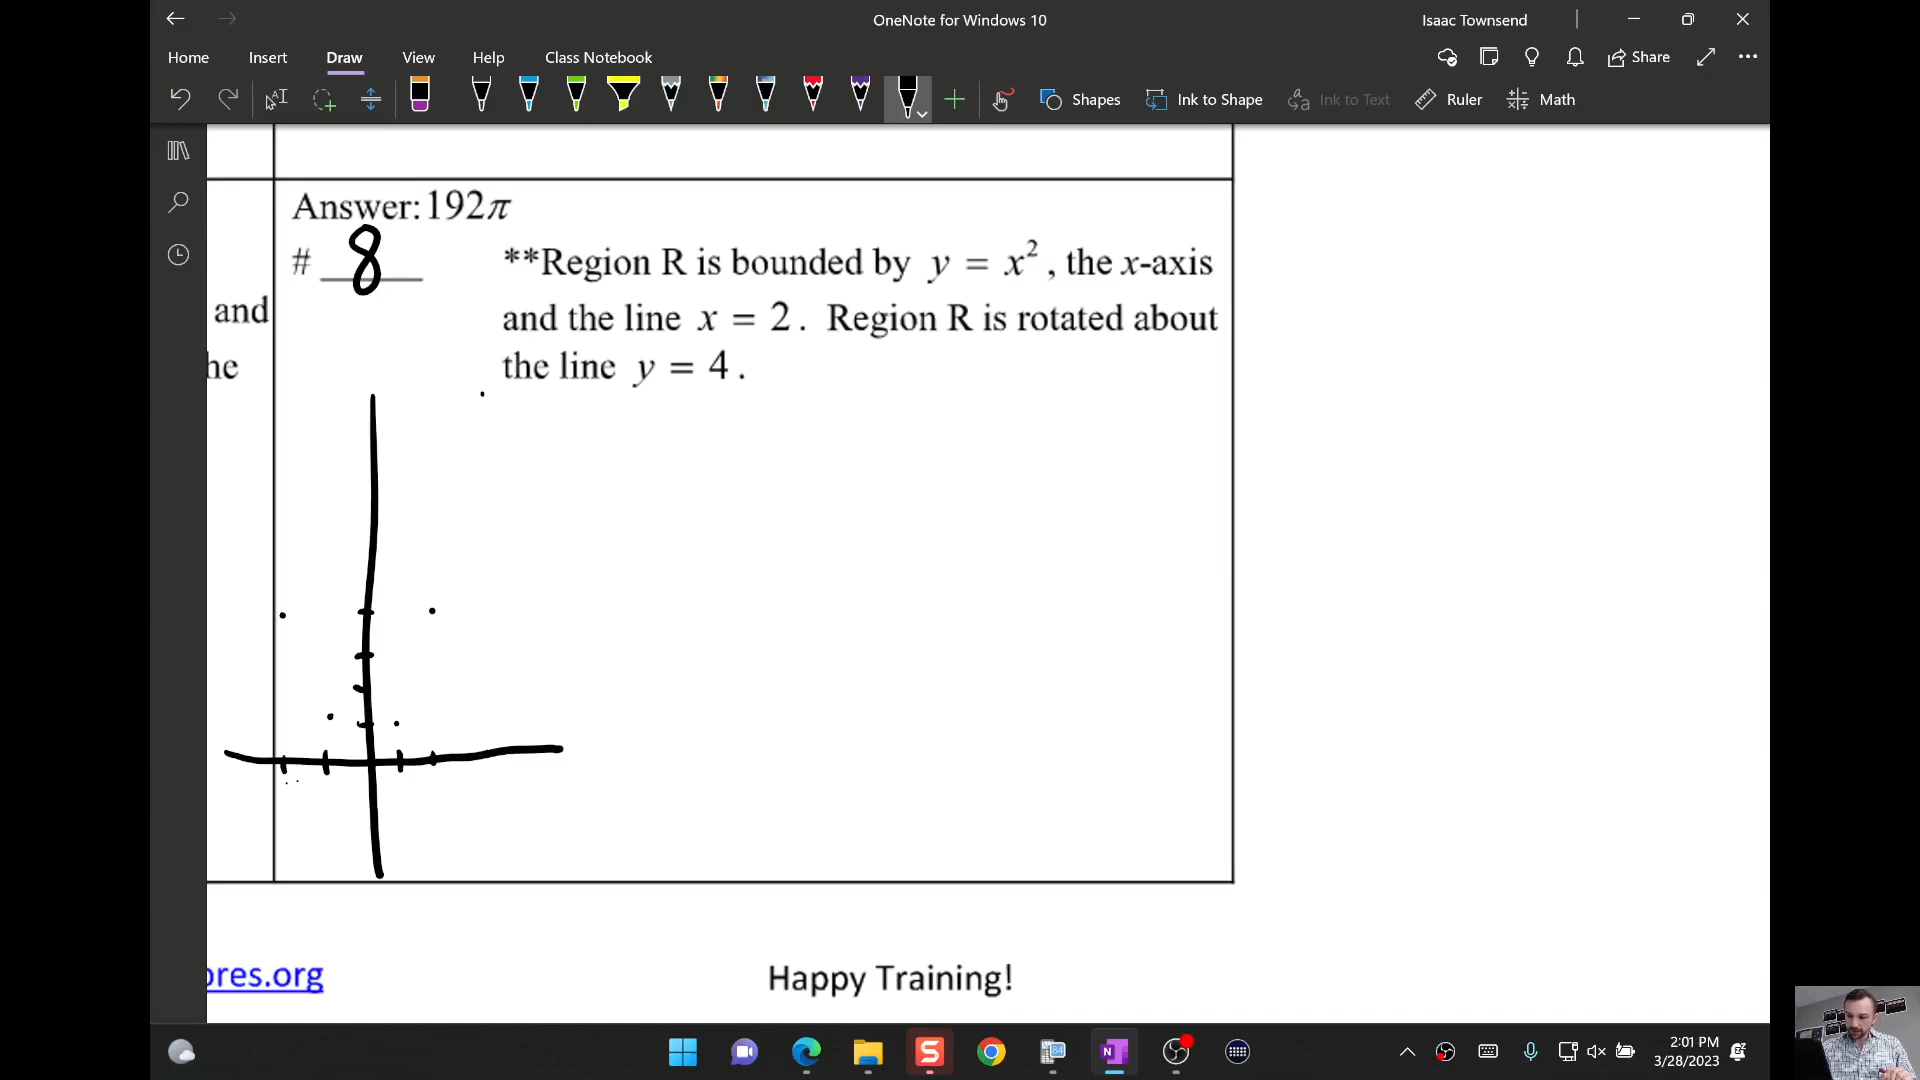 OneNote for Windows 10
Isaac Townsend
Home Insert Draw View Help Class Notebook
Share
Shapes Ink to Shape Ink to Text Ruler Math
Answer: 192π
# 8
**Region R is bounded by y = x², the x-axis
and the line x = 2. Region R is rotated about
the line y = 4.
and
he
ores.org
Happy Training!
2:01 PM
3/28/2023